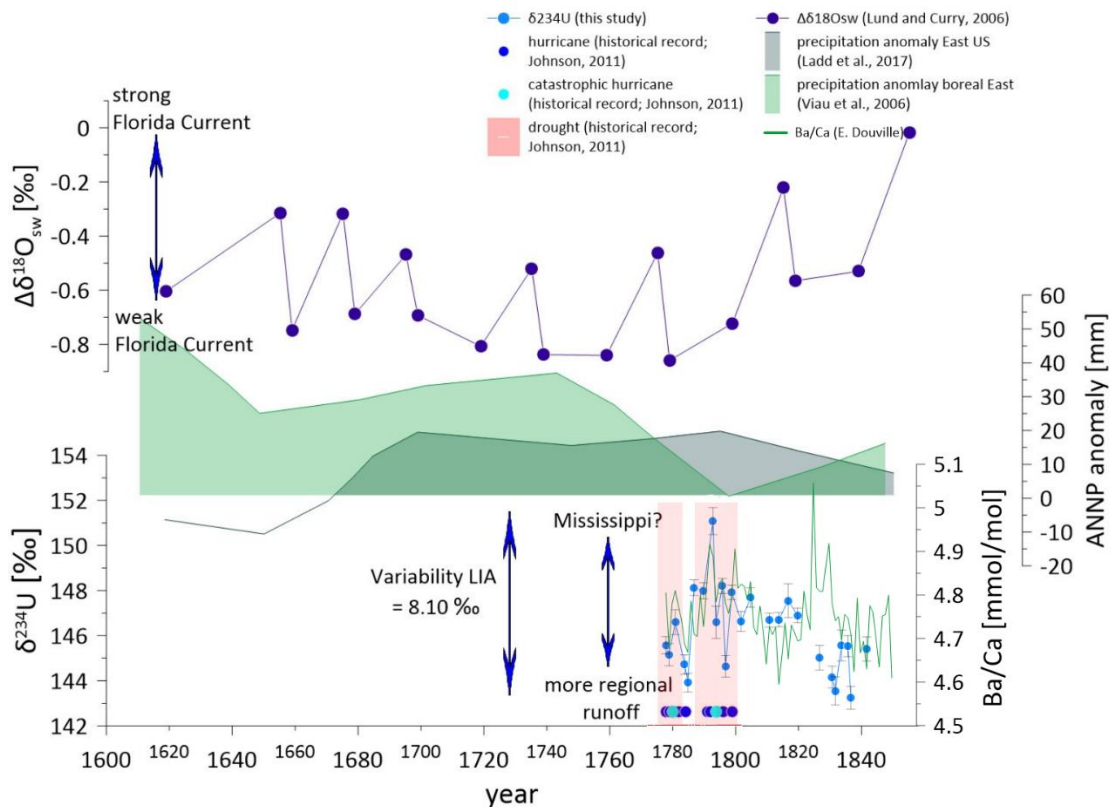 δ234U (this study)
hurricane (historical record;
Johnson, 2011)
catastrophic hurricane
(historical record; Johnson, 2011)
drought (historical record;
Johnson, 2011)
Δδ18Osw (Lund and Curry, 2006)
precipitation anomaly East US
(Ladd et al., 2017)
precipitation anomlay boreal East
(Viau et al., 2006)
Ba/Ca (E. Douville)
strong
Florida Current
0
-0.2
-0.4
-0.6
-0.8
Δδ¹⁸Osw [‰]
weak
Florida Current
60
50
40
30
20
10
0
-10
-20
ANNP anomaly [mm]
154
152
150
148
146
144
142
δ²³⁴U [‰]
Variability LIA
= 8.10 ‰
Mississippi?
more regional
runoff
5.1
5
4.9
4.8
4.7
4.6
4.5
Ba/Ca [mmol/mol]
1600 1620 1640 1660 1680 1700 1720 1740 1760 1780 1800 1820 1840
year